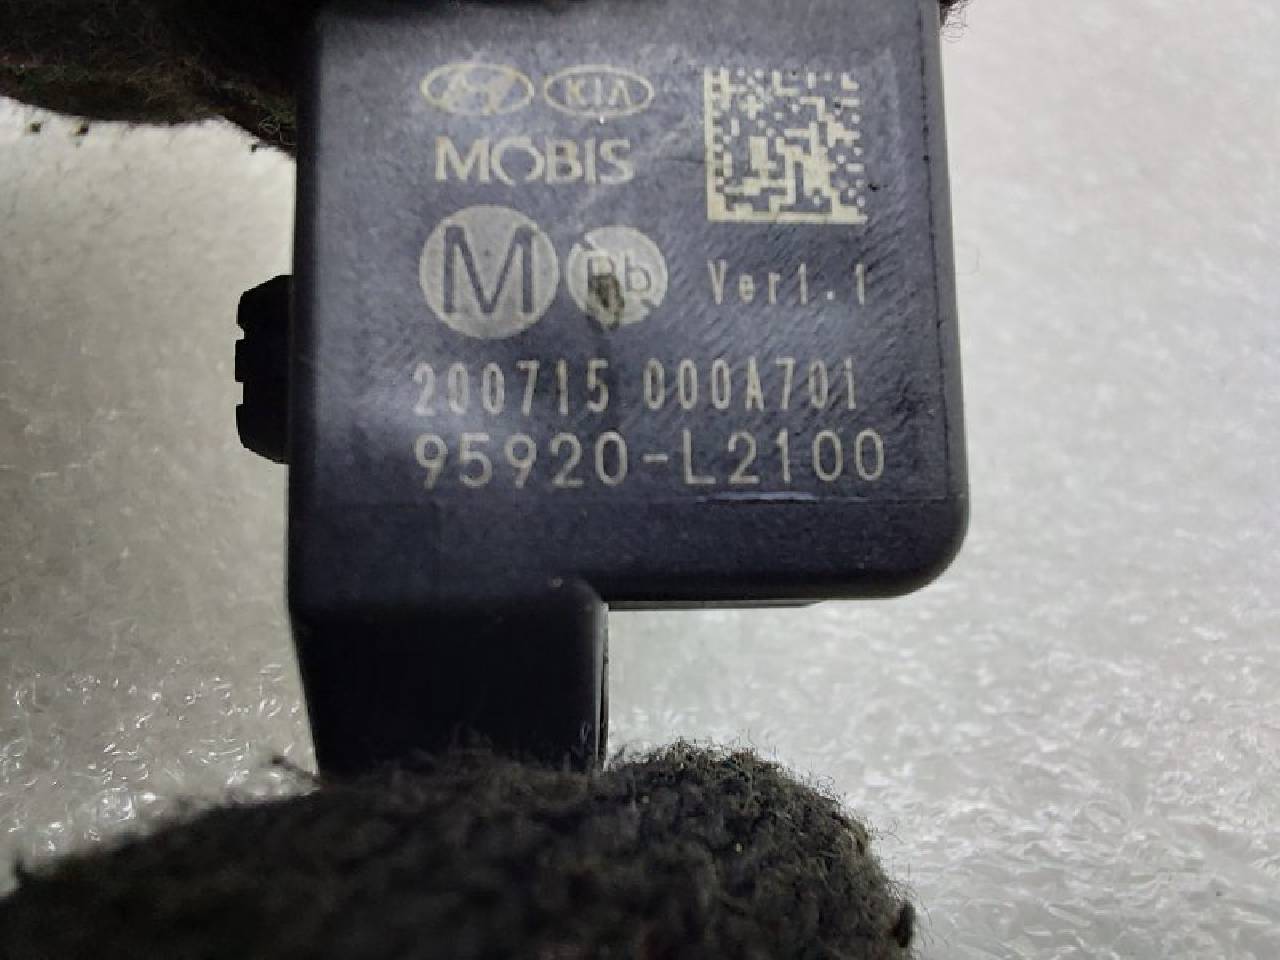 KIA
MOBIS
M Pb Ver1.1
200715 000A701
95920-L2100